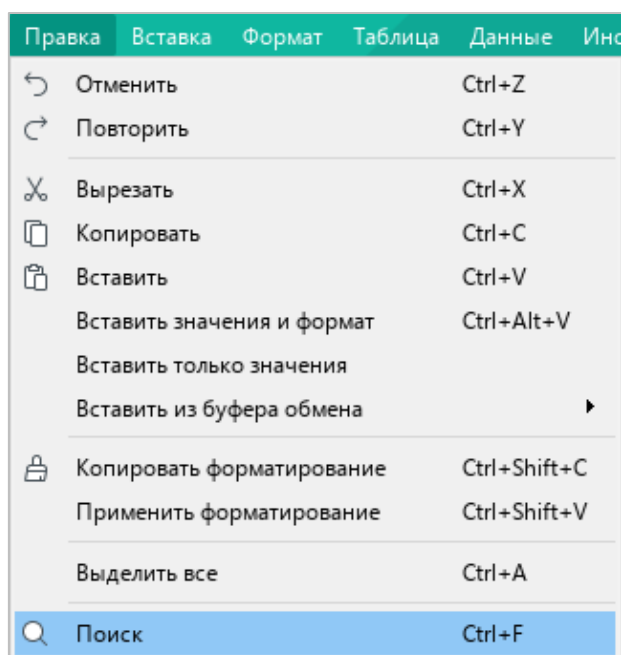 Правка Вставка Формат Таблица Данные
Отменить Ctrl+Z
Повторить Ctrl+Y
Вырезать Ctrl+X
Копировать Ctrl+C
Вставить Ctrl+V
Вставить значения и формат Ctrl+Alt+V
Вставить только значения
Вставить из буфера обмена
Копировать форматирование Ctrl+Shift+C
Применить форматирование Ctrl+Shift+V
Выделить все Ctrl+A
Поиск Ctrl+F